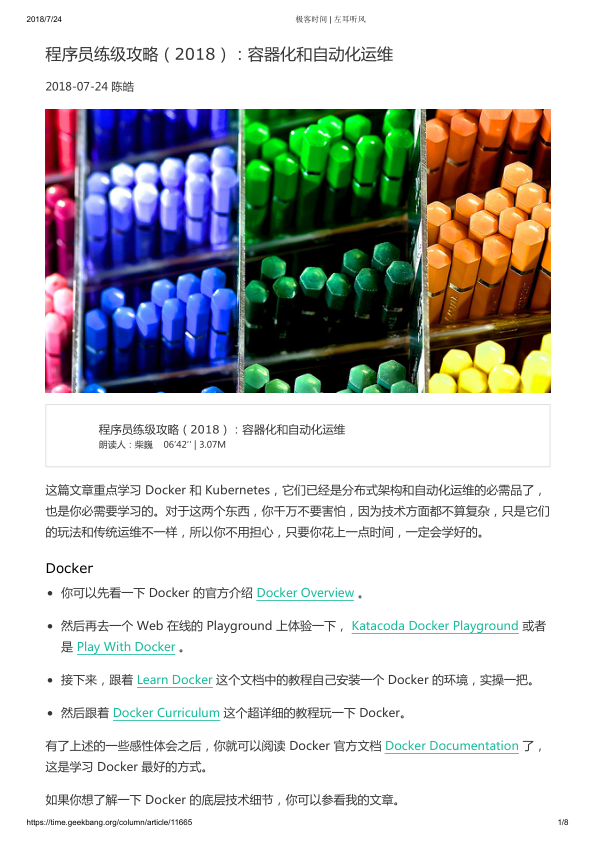 2018/7/24 极客时间 | 左耳听风
程序员练级攻略（2018）：容器化和自动化运维
2018-07-24 陈皓
程序员练级攻略（2018）：容器化和自动化运维
朗读人：柴巍 06′42′′ | 3.07M
这篇文章重点学习 Docker 和 Kubernetes，它们已经是分布式架构和自动化运维的必需品了，
也是你必需要学习的。对于这两个东西，你千万不要害怕，因为技术方面都不算复杂，只是它们
的玩法和传统运维不一样，所以你不用担心，只要你花上一点时间，一定会学好的。
Docker
• 你可以先看一下 Docker 的官方介绍 Docker Overview 。
• 然后再去一个 Web 在线的 Playground 上体验一下， Katacoda Docker Playground 或者
是 Play With Docker 。
• 接下来，跟着 Learn Docker 这个文档中的教程自己安装一个 Docker 的环境，实操一把。
• 然后跟着 Docker Curriculum 这个超详细的教程玩一下 Docker。
有了上述的一些感性体会之后，你就可以阅读 Docker 官方文档 Docker Documentation 了，
这是学习 Docker 最好的方式。
如果你想了解一下 Docker 的底层技术细节，你可以参看我的文章。
https://time.geekbang.org/column/article/11665 1/8